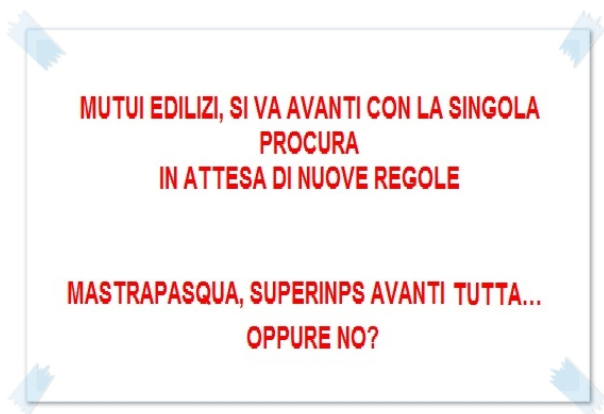 MUTUI EDILIZI, SI VA AVANTI CON LA SINGOLA
PROCURA
IN ATTESA DI NUOVE REGOLE
MASTRAPASQUA, SUPERINPS AVANTI TUTTA...
OPPURE NO?